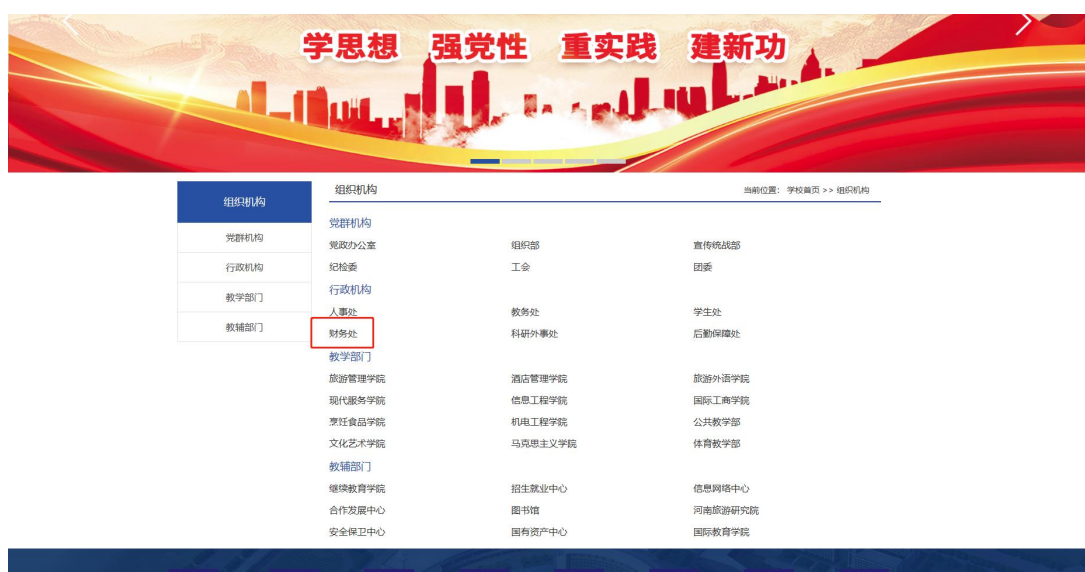 学思想 强党性 重实践 建新功
组织机构
党群机构
行政机构
教学部门
教辅部门
组织机构
当前位置： 学校首页 >> 组织机构
党群机构
党政办公室 组织部 宣传统战部
纪检委 工会 团委
行政机构
人事处 教务处 学生处
财务处 科研外事处 后勤保障处
教学部门
旅游管理学院 酒店管理学院 旅游外语学院
现代服务学院 信息工程学院 国际工商学院
烹饪食品学院 机电工程学院 公共教学部
文化艺术学院 马克思主义学院 体育教学部
教辅部门
继续教育学院 招生就业中心 信息网络中心
合作发展中心 图书馆 河南旅游研究院
安全保卫中心 国有资产中心 国际教育学院